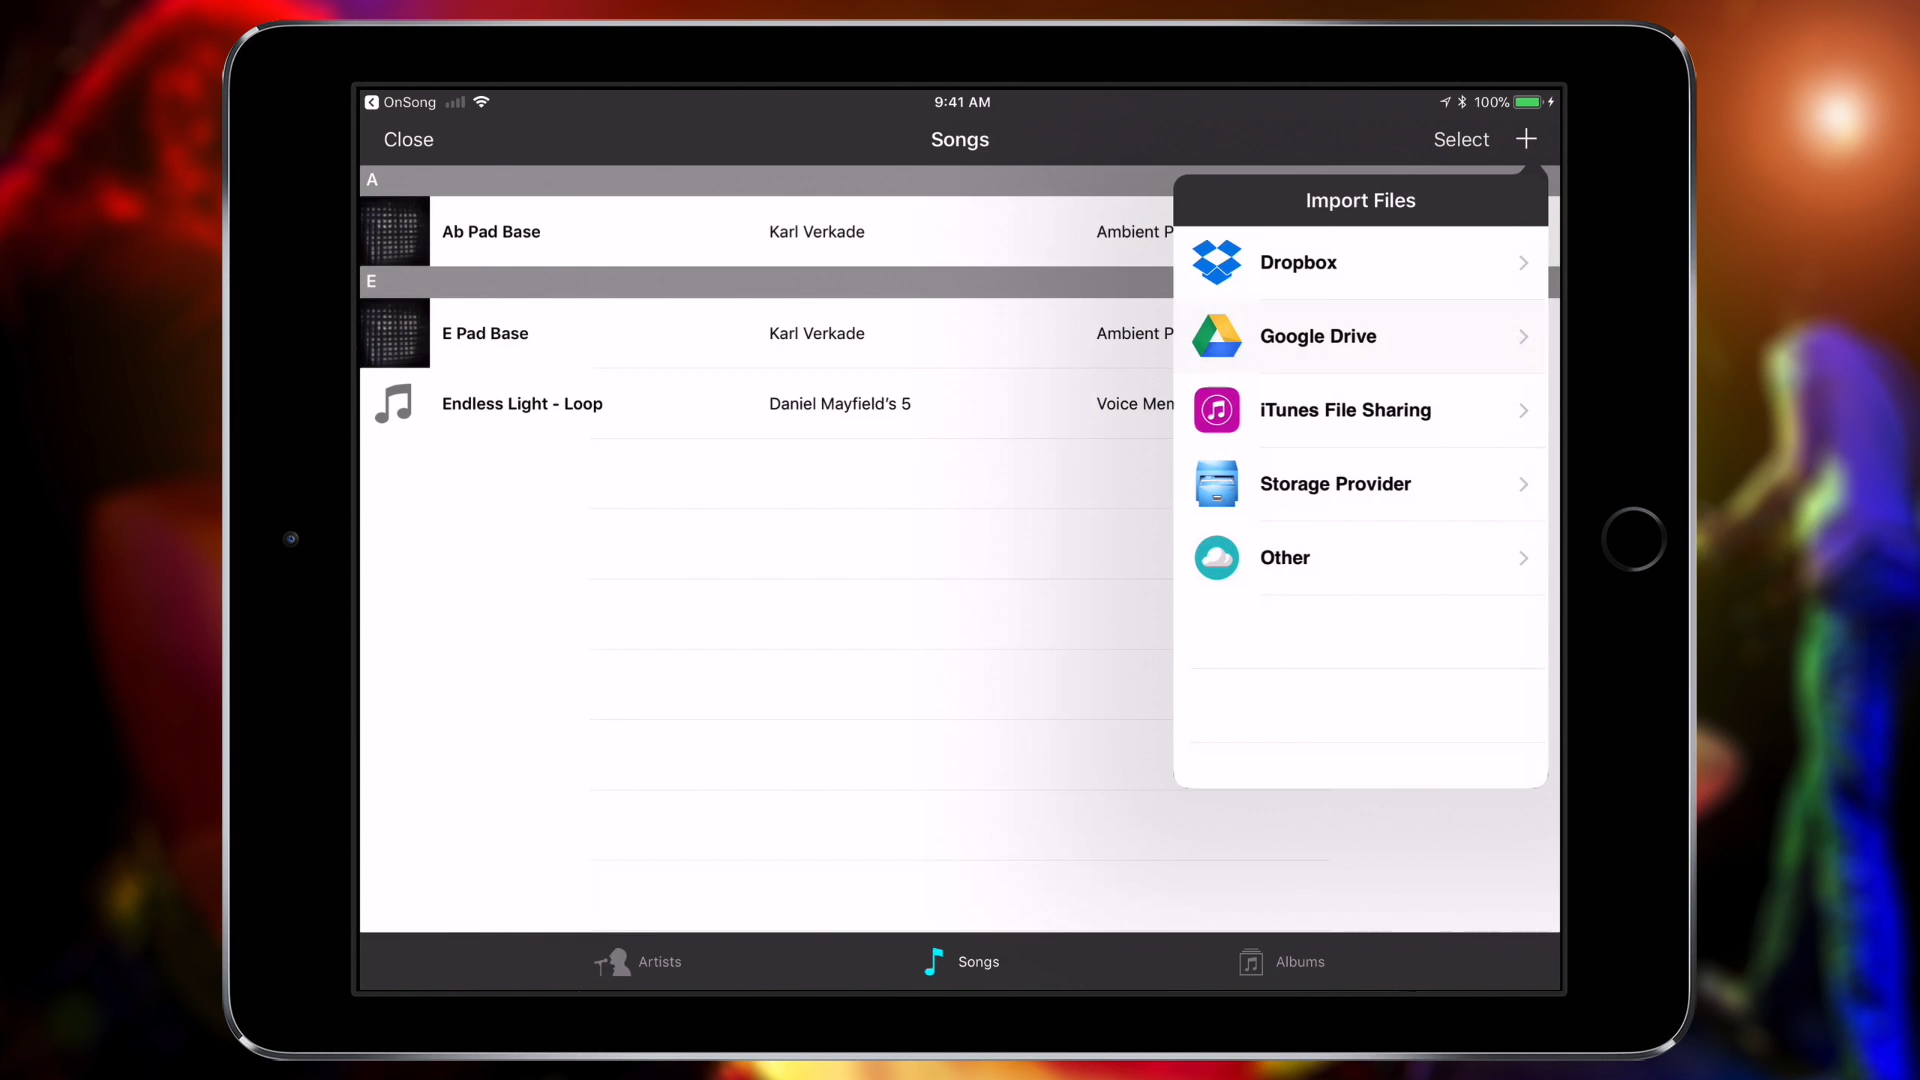 OnSong
9:41 AM
100%
Close
Songs
Select
A
Import Files
Ab Pad Base
Karl Verkade
Ambient P
Dropbox
E
E Pad Base
Karl Verkade
Ambient P
Google Drive
Endless Light - Loop
Daniel Mayfield’s 5
Voice Men
iTunes File Sharing
Storage Provider
Other
Artists
Songs
Albums